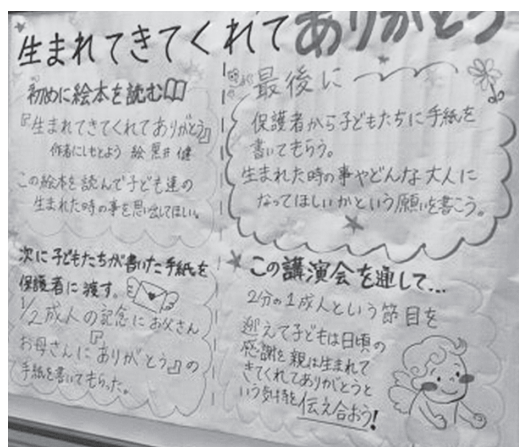 生まれてきてくれてありがとう
初めに絵本を読む
『生まれてきてくれてありがとう』
作者にしもとよう 絵 黒井 健
この絵本を読んで子ども達の
生まれた時の事を思出してほしい。
次に子どもたちが書いた手紙を
保護者に渡す。
1/2成人の記念にお父さん
お母さんに『ありがとう』の
手紙を書いてもらった。
最後に
保護者から子どもたちに手紙を
書いてもらう。
生まれた時の事やどんな大人に
なってほしいかという願いを書こう。
この講演会を通して…
2分の1成人という節目を
迎えて子どもは日頃の
感謝を親は生まれて
きてくれてありがとうと
いう気持を伝え合おう!